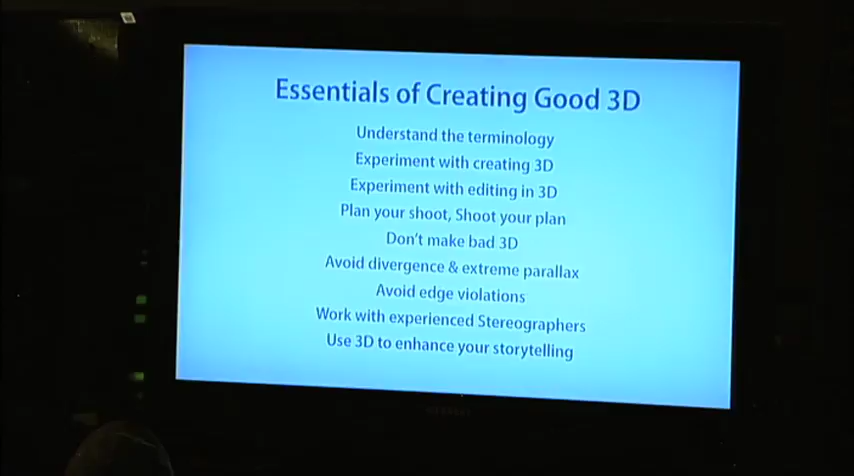 Essentials of Creating Good 3D
Understand the terminology
Experiment with creating 3D
Experiment with editing in 3D
Plan your shoot, Shoot your plan
Don't make bad 3D
Avoid divergence & extreme parallax
Avoid edge violations
Work with experienced Stereographers
Use 3D to enhance your storytelling